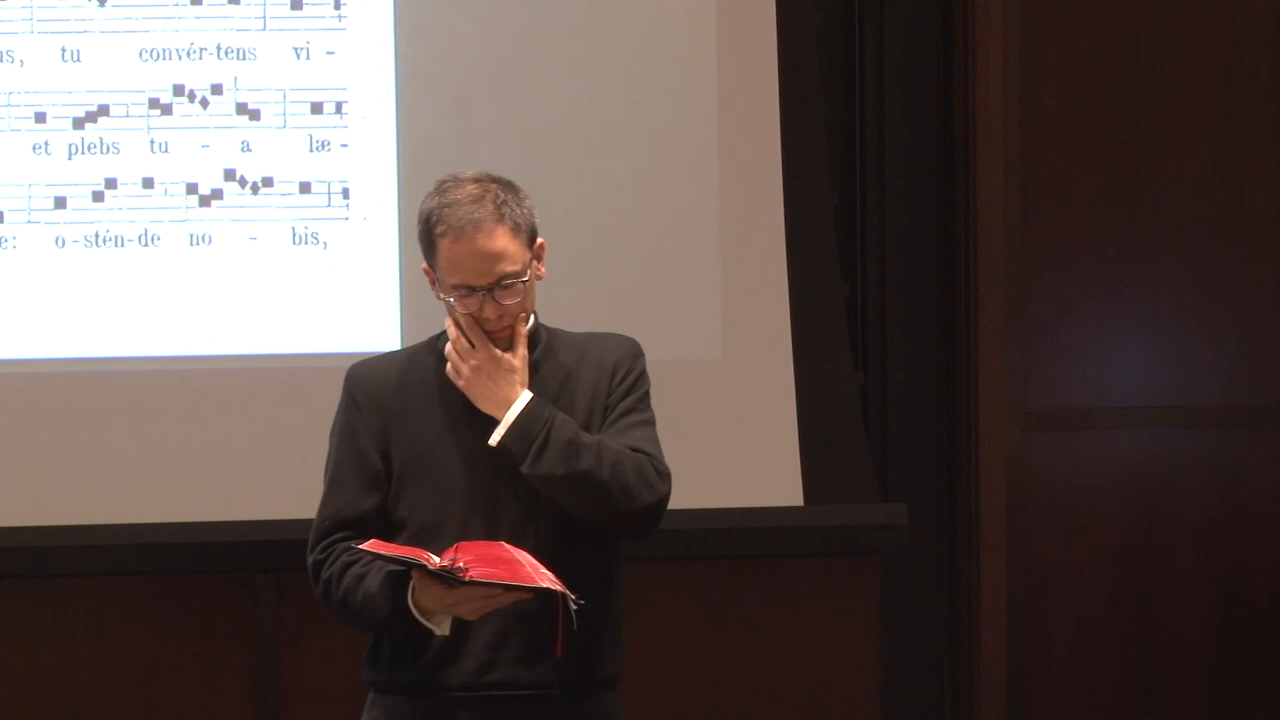 tu convér-tens vi -
et plebs tu - a læ -
o-stén-de no - bis,